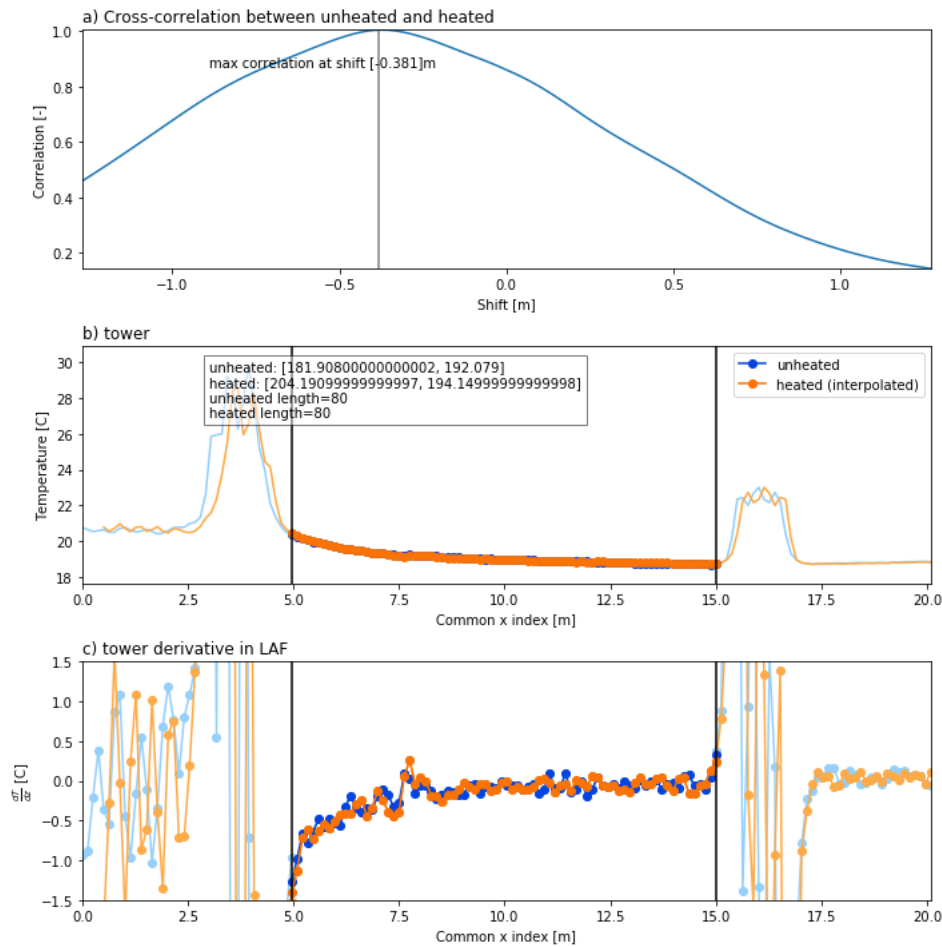 a) Cross-correlation between unheated and heated
1.0
0.8
0.6
0.4
0.2
Correlation [-]
max correlation at shift [-0.381]m
−1.0
−0.5
0.0
0.5
1.0
Shift [m]
b) tower
30
28
26
24
22
20
18
Temperature [C]
unheated: [181.90800000000002, 192.079]
heated: [204.19099999999997, 194.14999999999998]
unheated length=80
heated length=80
unheated
heated (interpolated)
0.0
2.5
5.0
7.5
10.0
12.5
15.0
17.5
20.0
Common x index [m]
c) tower derivative in LAF
1.5
1.0
0.5
0.0
−0.5
−1.0
−1.5
dT/dz [C]
0.0
2.5
5.0
7.5
10.0
12.5
15.0
17.5
20.0
Common x index [m]